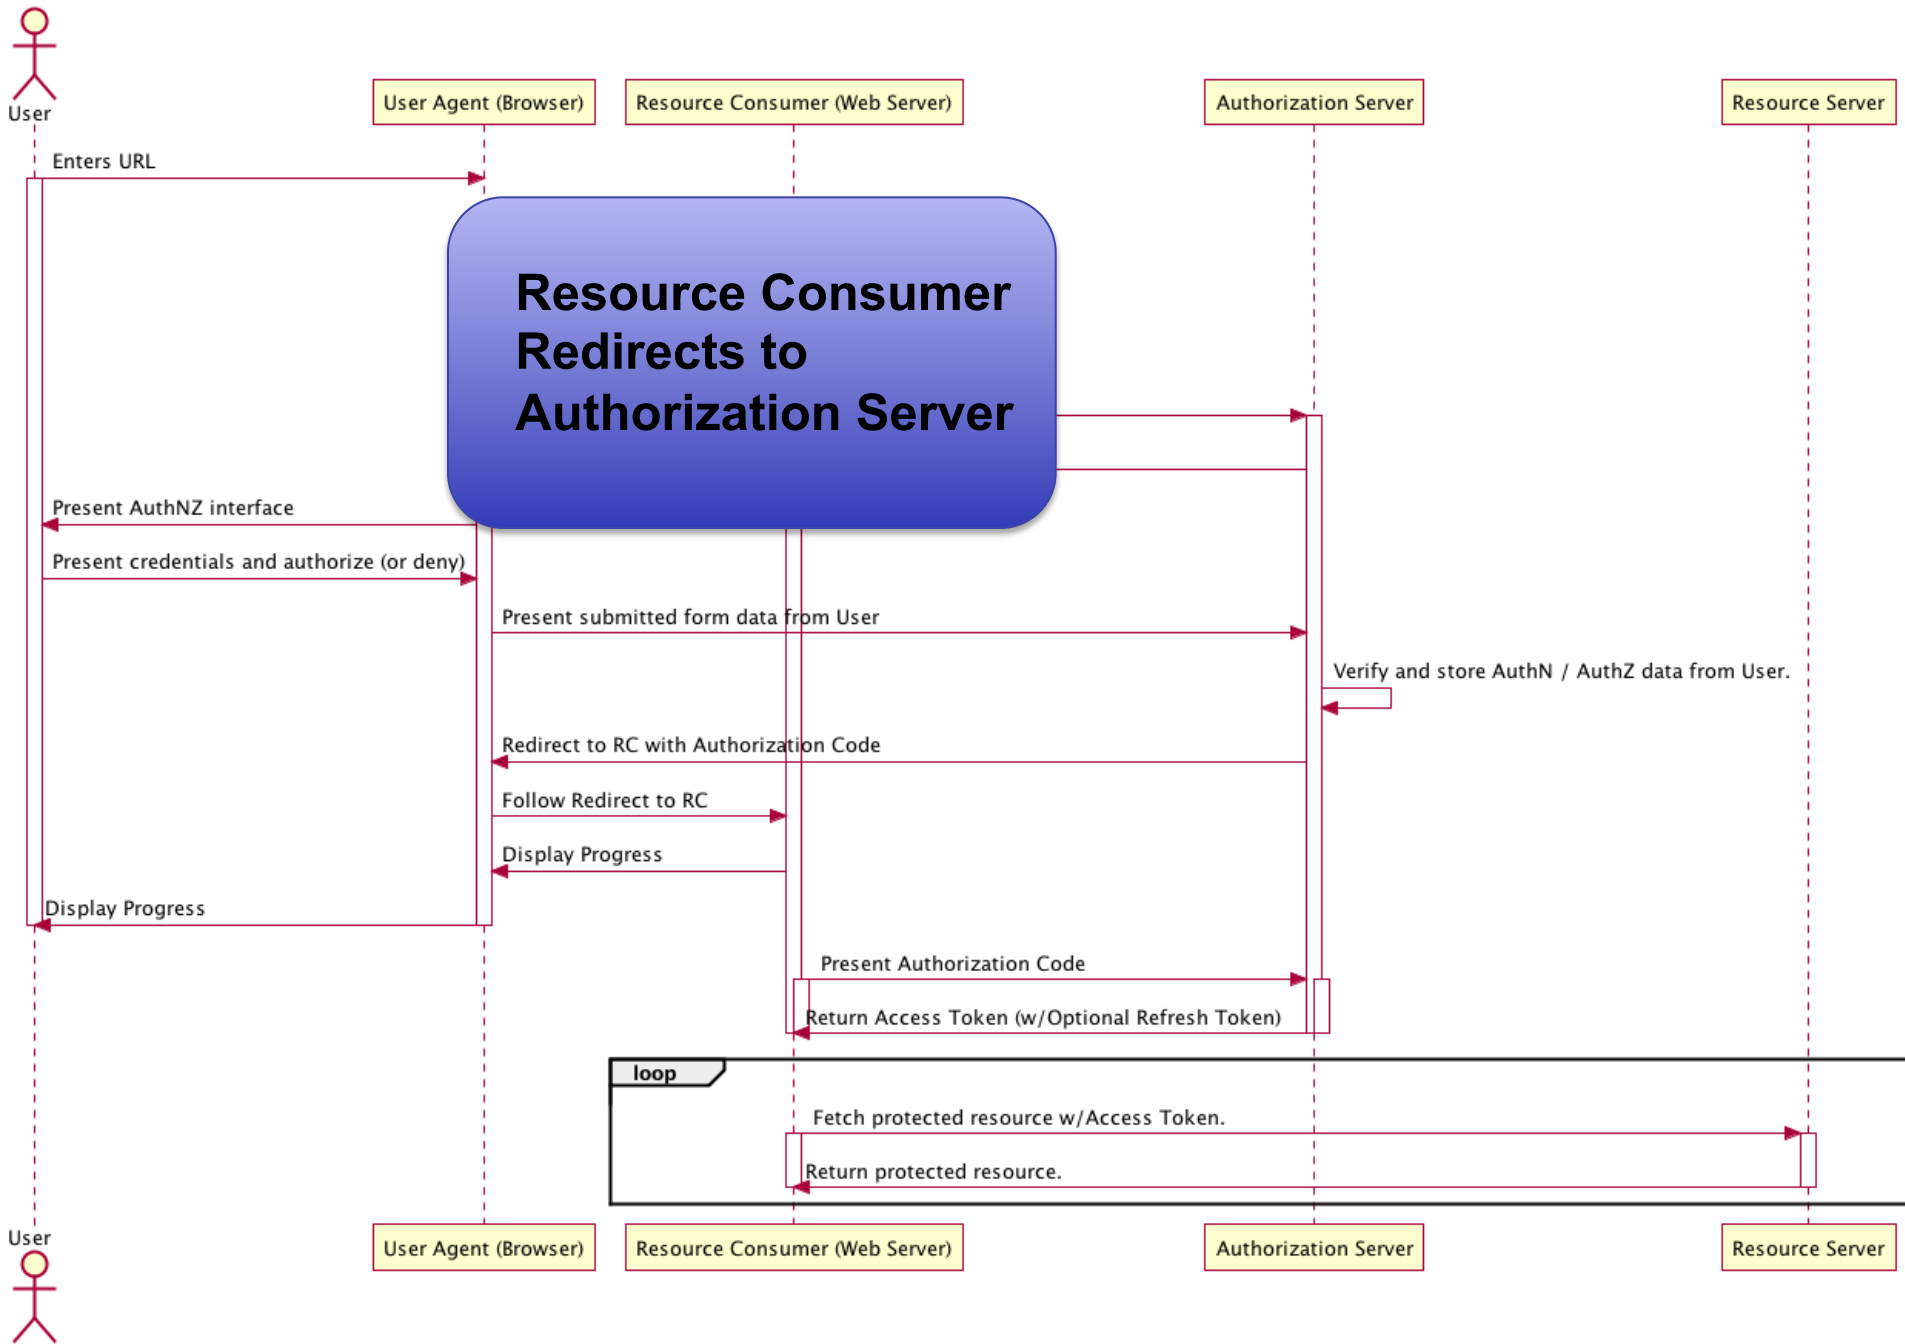 User
User Agent (Browser)
Resource Consumer (Web Server)
Authorization Server
Resource Server
Enters URL
Resource Consumer
Redirects to
Authorization Server
Present AuthNZ interface
Present credentials and authorize (or deny)
Present submitted form data from User
Verify and store AuthN / AuthZ data from User.
Redirect to RC with Authorization Code
Follow Redirect to RC
Display Progress
Display Progress
Present Authorization Code
Return Access Token (w/Optional Refresh Token)
loop
Fetch protected resource w/Access Token.
Return protected resource.
User
User Agent (Browser)
Resource Consumer (Web Server)
Authorization Server
Resource Server